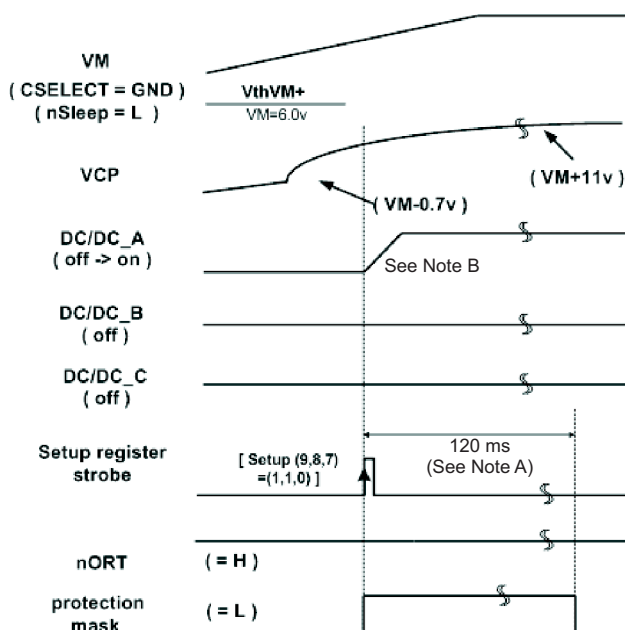 VM
( CSELECT = GND )
( nSleep = L )
VthVM+
VM=6.0v
VCP
( VM-0.7v )
( VM+11v )
DC/DC_A
( off -> on )
See Note B
DC/DC_B
( off )
DC/DC_C
( off )
Setup register
strobe
[ Setup (9,8,7)
=(1,1,0) ]
120 ms
(See Note A)
nORT
( = H )
protection
mask
( = L )